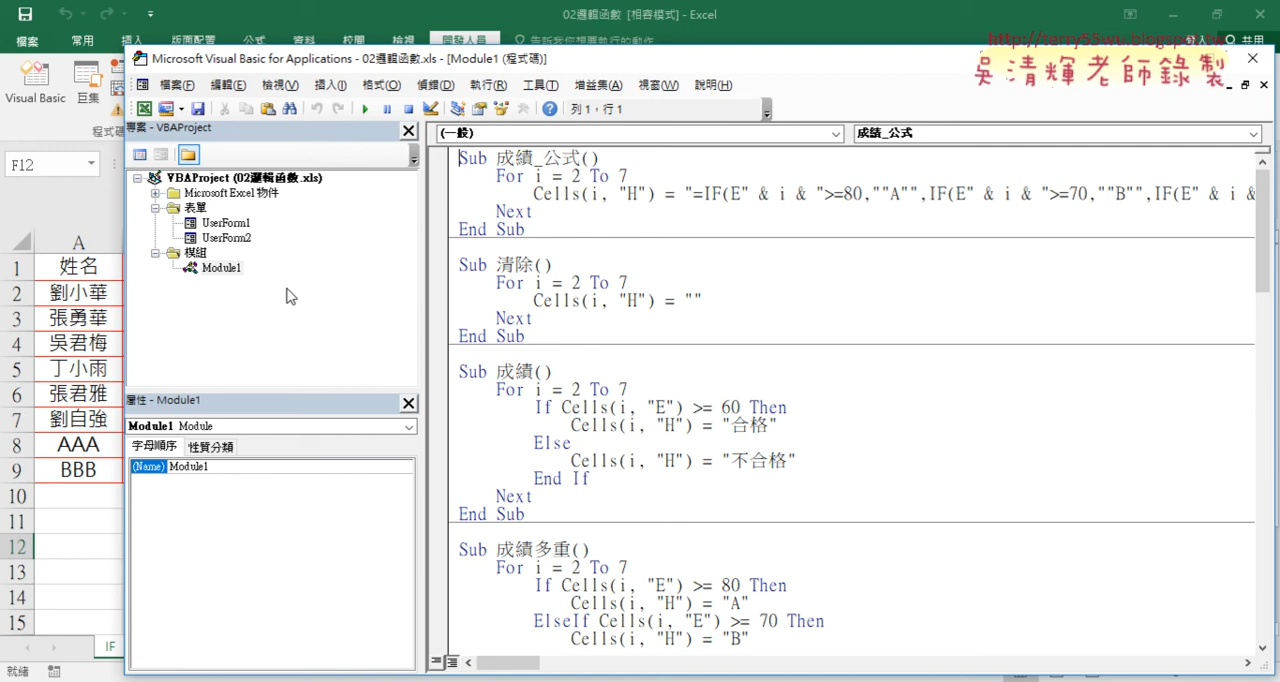 02邏輯函數 [相容模式] - Excel
檔案 常用 插入 版面配置 公式 資料 校閱 檢視 開發人員 告訴我你想要執行 登入 共用
http://terry55wu.blogspot.tw
吳清輝老師錄製
Microsoft Visual Basic for Applications - 02邏輯函數.xls - [Module1 (程式碼)]
Visual Basic 巨集
程式碼
檔案(F) 編輯(E) 檢視(V) 插入(I) 格式(O) 偵錯(D) 執行(R) 工具(T) 增益集(A) 視窗(W) 說明(H)
列 1，行 1
專案 - VBAProject
(一般) 成績_公式
F12
VBAProject (02邏輯函數.xls)
Microsoft Excel 物件
表單
UserForm1
UserForm2
模組
Module1
屬性 - Module1
Module1 Module
字母順序 性質分類
(Name) Module1
Sub 成績_公式()
For i = 2 To 7
Cells(i, "H") = "=IF(E" & i & ">=80,""A"",IF(E" & i & ">=70,""B"",IF(E" & i &
Next
End Sub
Sub 清除()
For i = 2 To 7
Cells(i, "H") = ""
Next
End Sub
Sub 成績()
For i = 2 To 7
If Cells(i, "E") >= 60 Then
Cells(i, "H") = "合格"
Else
Cells(i, "H") = "不合格"
End If
Next
End Sub
Sub 成績多重()
For i = 2 To 7
If Cells(i, "E") >= 80 Then
Cells(i, "H") = "A"
ElseIf Cells(i, "E") >= 70 Then
Cells(i, "H") = "B"
A
1 姓名
2 劉小華
3 張勇華
4 吳君梅
5 丁小雨
6 張君雅
7 劉自強
8 AAA
9 BBB
10
11
12
13
14
15
IF
就緒